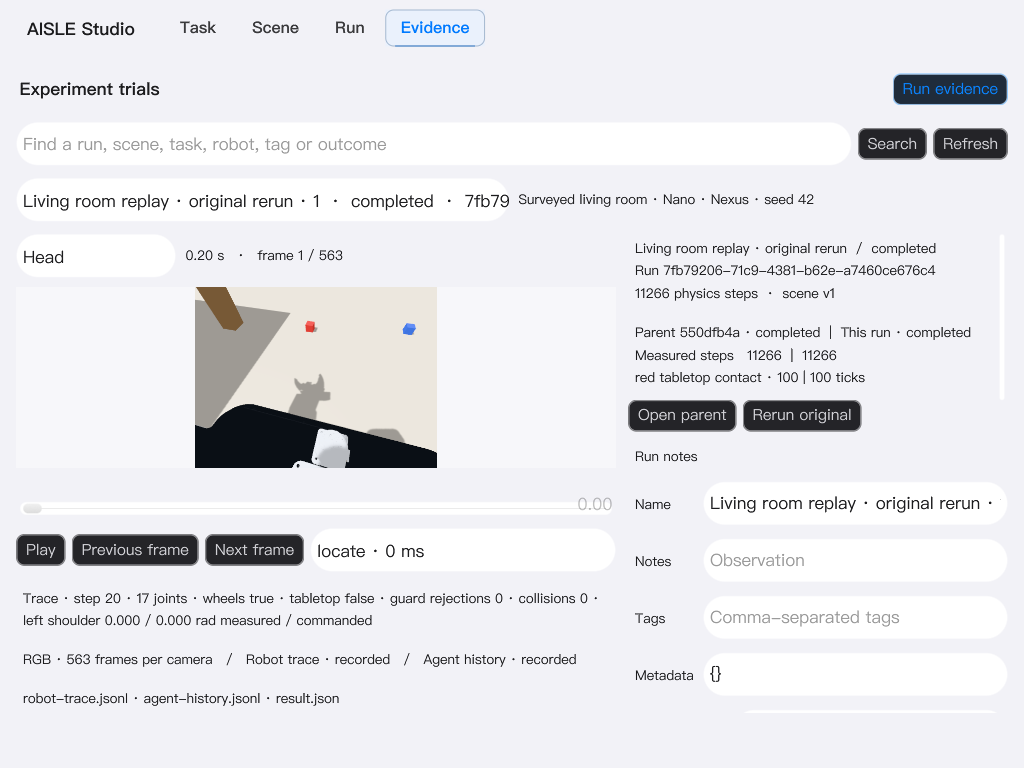 AISLE Studio
Task
Scene
Run
Evidence
Experiment trials
Run evidence
Find a run, scene, task, robot, tag or outcome
Search
Refresh
Living room replay · original rerun · 1 · completed · 7fb79
Surveyed living room · Nano · Nexus · seed 42
Head
0.20 s · frame 1 / 563
Living room replay · original rerun / completed
Run 7fb79206-71c9-4381-b62e-a7460ce676c4
11266 physics steps · scene v1
Parent 550dfb4a · completed | This run · completed
Measured steps 11266 | 11266
red tabletop contact · 100 | 100 ticks
Open parent
Rerun original
Run notes
0.00
Play
Previous frame
Next frame
locate · 0 ms
Trace · step 20 · 17 joints · wheels true · tabletop false · guard rejections 0 · collisions 0 ·
left shoulder 0.000 / 0.000 rad measured / commanded
RGB · 563 frames per camera / Robot trace · recorded / Agent history · recorded
robot-trace.jsonl · agent-history.jsonl · result.json
Name
Living room replay · original rerun ·
Notes
Observation
Tags
Comma-separated tags
Metadata
{}